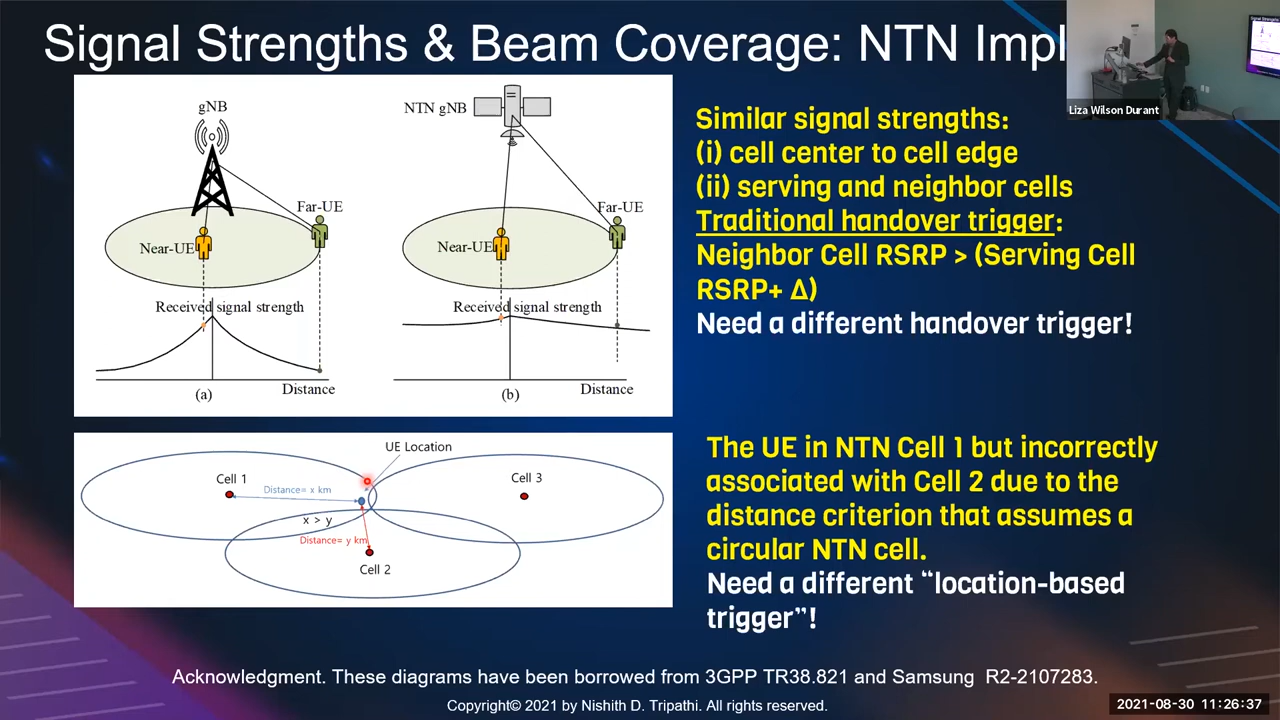 Signal Strengths & Beam Coverage: NTN Impl
Liza Wilson Durant
gNB
Far-UE
Near-UE
Received signal strength
Distance
(a)
NTN gNB
Far-UE
Near-UE
Received signal strength
Distance
(b)
Similar signal strengths:
(i) cell center to cell edge
(ii) serving and neighbor cells
Traditional handover trigger:
Neighbor Cell RSRP > (Serving Cell
RSRP+ Δ)
Need a different handover trigger!
UE Location
Cell 1
Distance= x km
Cell 3
x > y
Distance= y km
Cell 2
The UE in NTN Cell 1 but incorrectly
associated with Cell 2 due to the
distance criterion that assumes a
circular NTN cell.
Need a different “location-based
trigger”!
Acknowledgment. These diagrams have been borrowed from 3GPP TR38.821 and Samsung R2-2107283.
Copyright© 2021 by Nishith D. Tripathi. All rights reserved.
2021-08-30 11:26:37